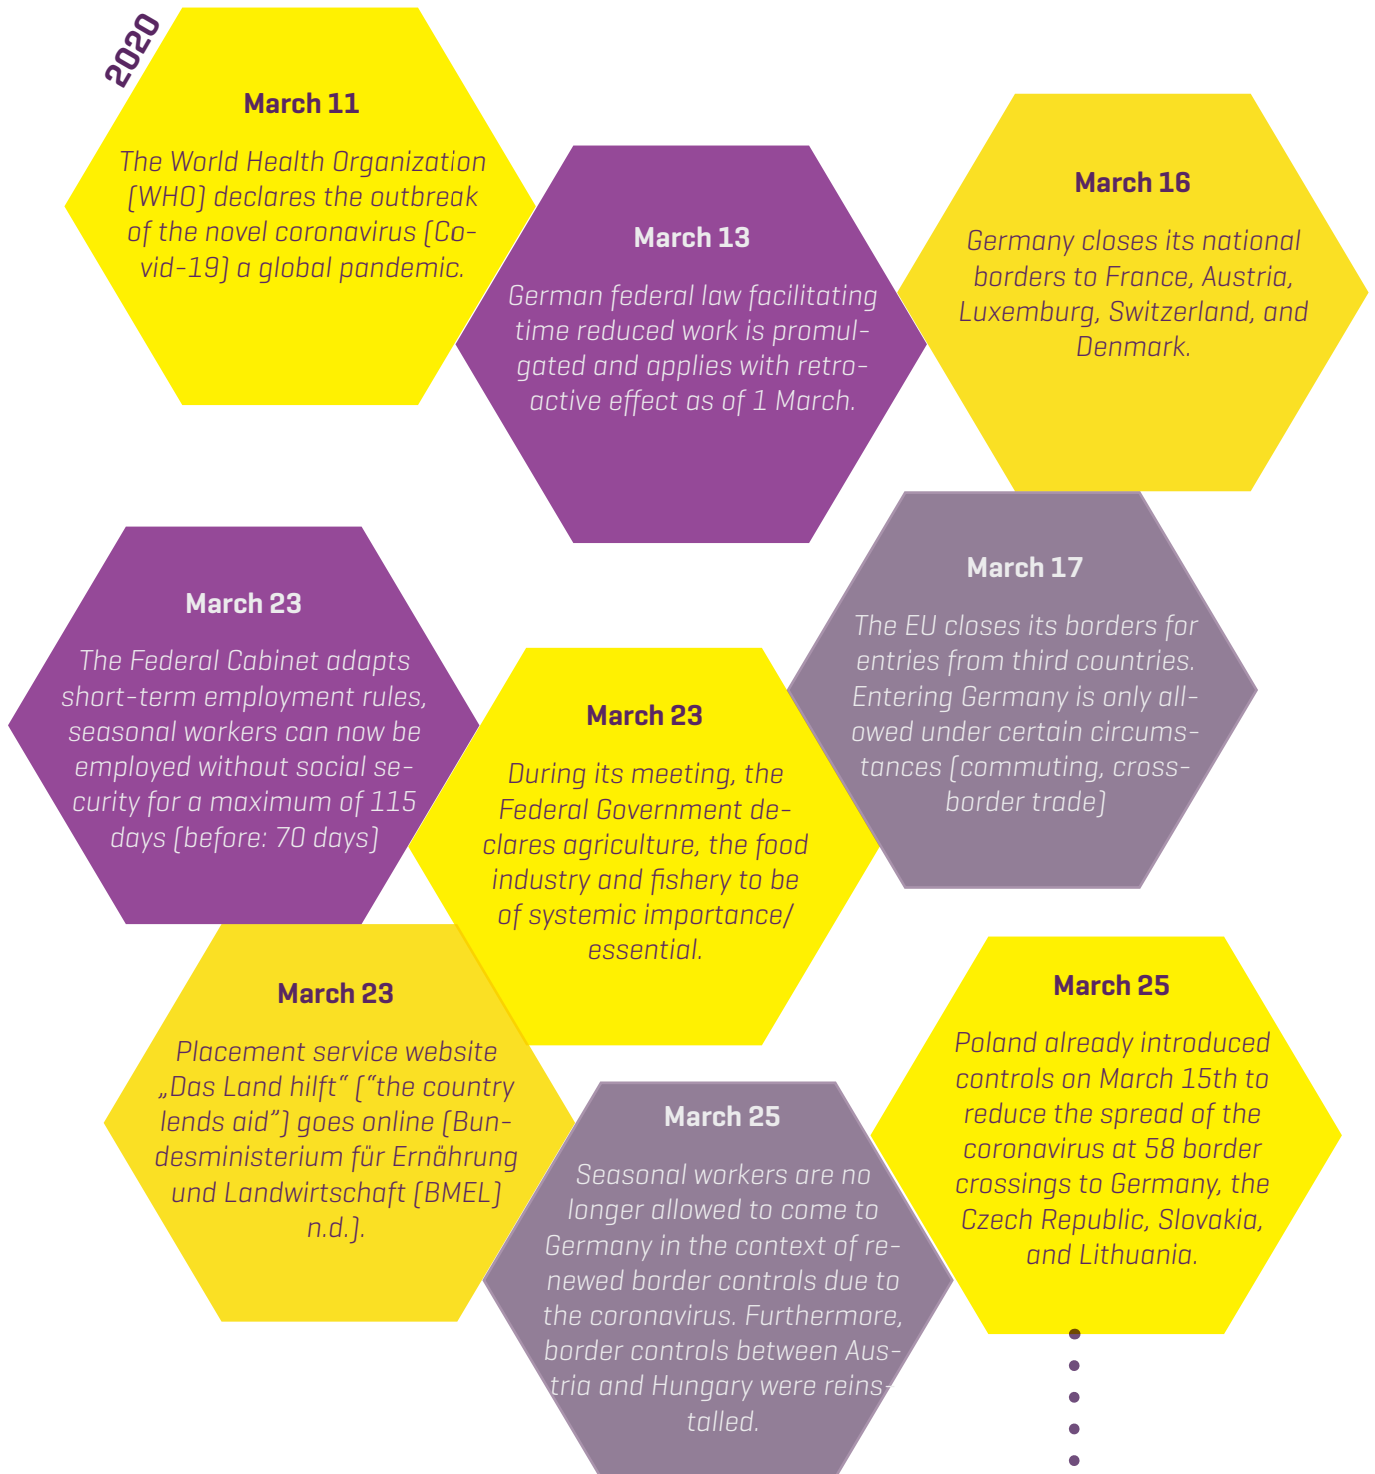 2020
March 11
The World Health Organization
(WHO) declares the outbreak
of the novel coronavirus (Co-
vid-19) a global pandemic.
March 13
German federal law facilitating
time reduced work is promul-
gated and applies with retro-
active effect as of 1 March.
March 16
Germany closes its national
borders to France, Austria,
Luxemburg, Switzerland, and
Denmark.
March 17
The EU closes its borders for
entries from third countries.
Entering Germany is only all-
owed under certain circums-
tances (commuting, cross-
border trade)
March 23
The Federal Cabinet adapts
short-term employment rules,
seasonal workers can now be
employed without social se-
curity for a maximum of 115
days (before: 70 days)
March 23
During its meeting, the
Federal Government de-
clares agriculture, the food
industry and fishery to be
of systemic importance/
essential.
March 23
Placement service website
„Das Land hilft“ (“the country
lends aid”) goes online (Bun-
desministerium für Ernährung
und Landwirtschaft (BMEL)
n.d.).
March 25
Seasonal workers are no
longer allowed to come to
Germany in the context of re-
newed border controls due to
the coronavirus. Furthermore,
border controls between Aus-
tria and Hungary were reins-
talled.
March 25
Poland already introduced
controls on March 15th to
reduce the spread of the
coronavirus at 58 border
crossings to Germany, the
Czech Republic, Slovakia,
and Lithuania.